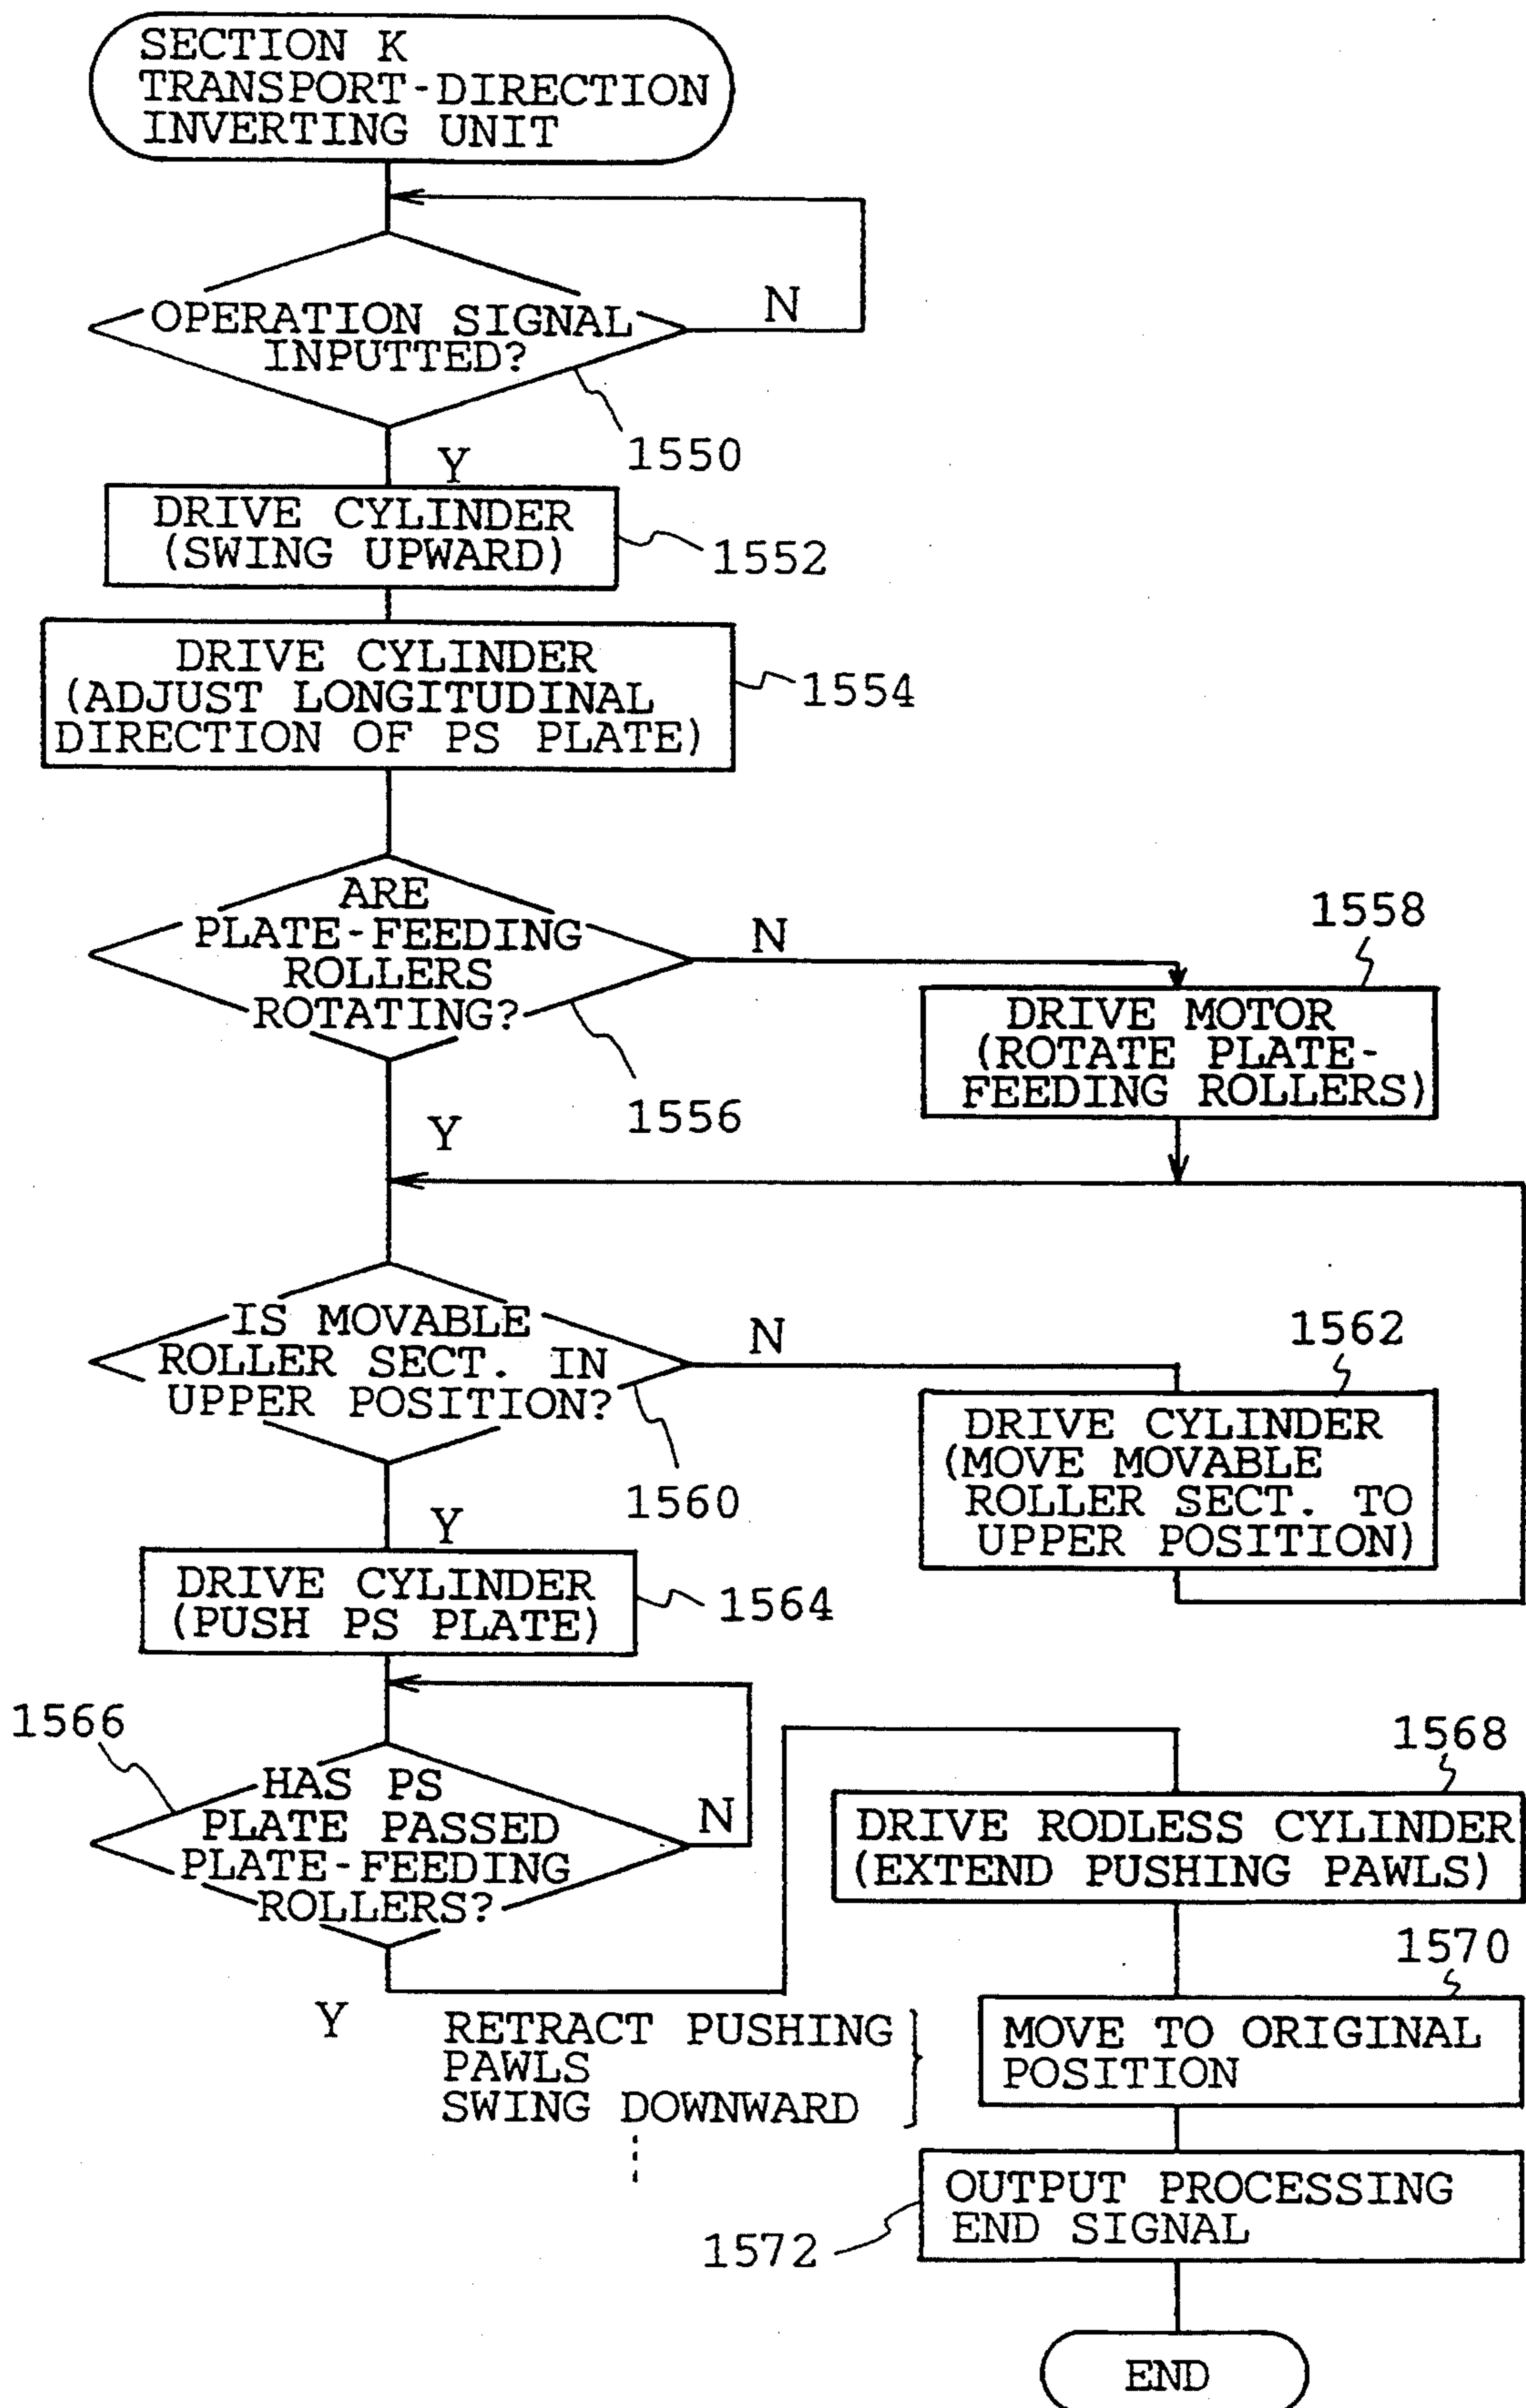 SECTION K
TRANSPORT-DIRECTION
INVERTING UNIT
OPERATION SIGNAL
INPUTTED?
N
1550
Y
DRIVE CYLINDER
(SWING UPWARD)
1552
DRIVE CYLINDER
(ADJUST LONGITUDINAL
DIRECTION OF PS PLATE)
1554
ARE
PLATE-FEEDING
ROLLERS
ROTATING?
N
1556
Y
1558
DRIVE MOTOR
(ROTATE PLATE-
FEEDING ROLLERS)
IS MOVABLE
ROLLER SECT. IN
UPPER POSITION?
N
1560
Y
1562
DRIVE CYLINDER
(MOVE MOVABLE
ROLLER SECT. TO
UPPER POSITION)
DRIVE CYLINDER
(PUSH PS PLATE)
1564
1566
HAS PS
PLATE PASSED
PLATE-FEEDING
ROLLERS?
N
Y
1568
DRIVE RODLESS CYLINDER
(EXTEND PUSHING PAWLS)
1570
RETRACT PUSHING
PAWLS
SWING DOWNWARD
MOVE TO ORIGINAL
POSITION
OUTPUT PROCESSING
END SIGNAL
1572
END